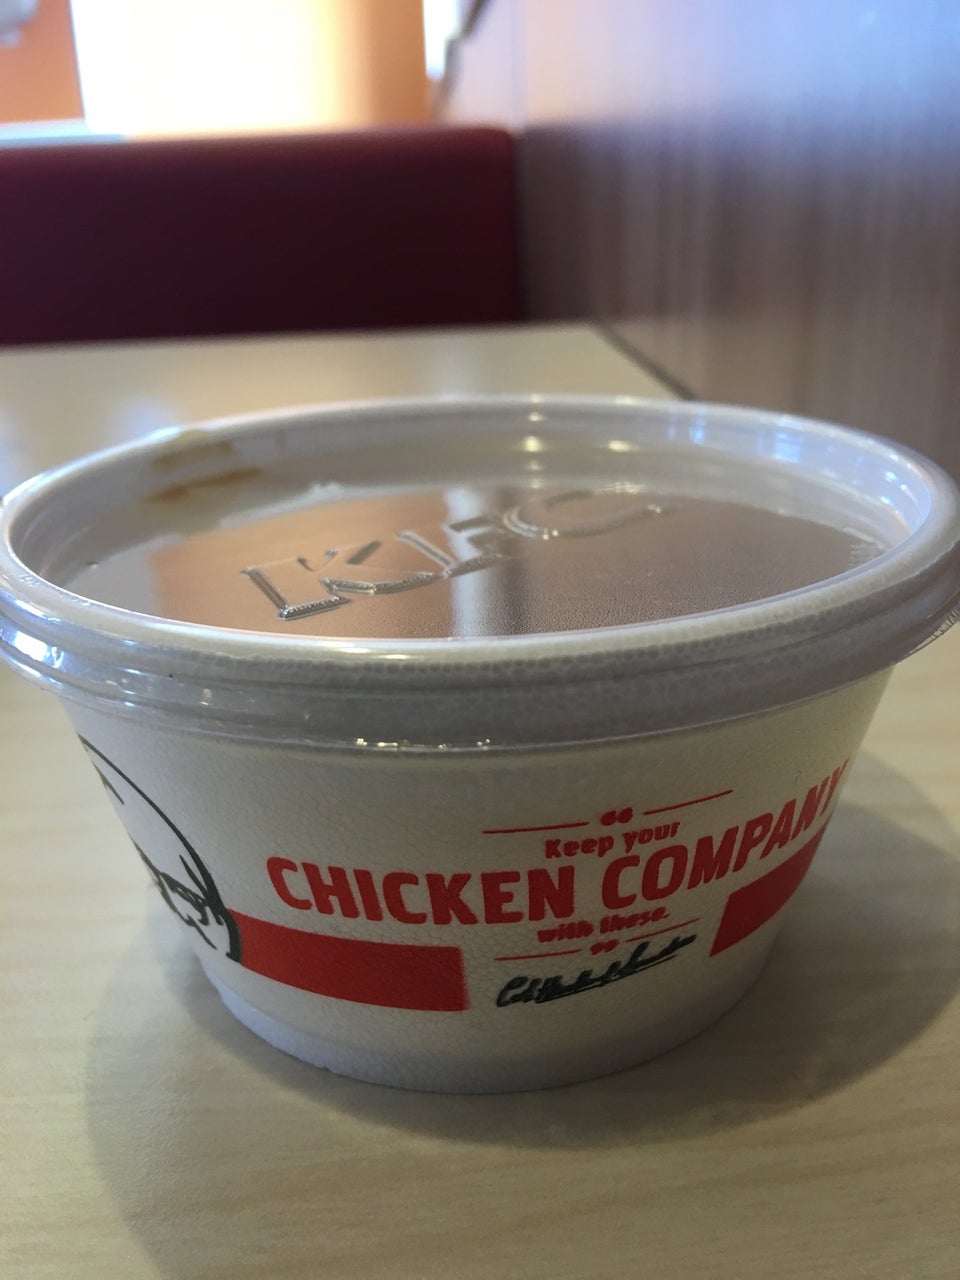 KFC
“
Keep your
CHICKEN COMPANY
with these.
”